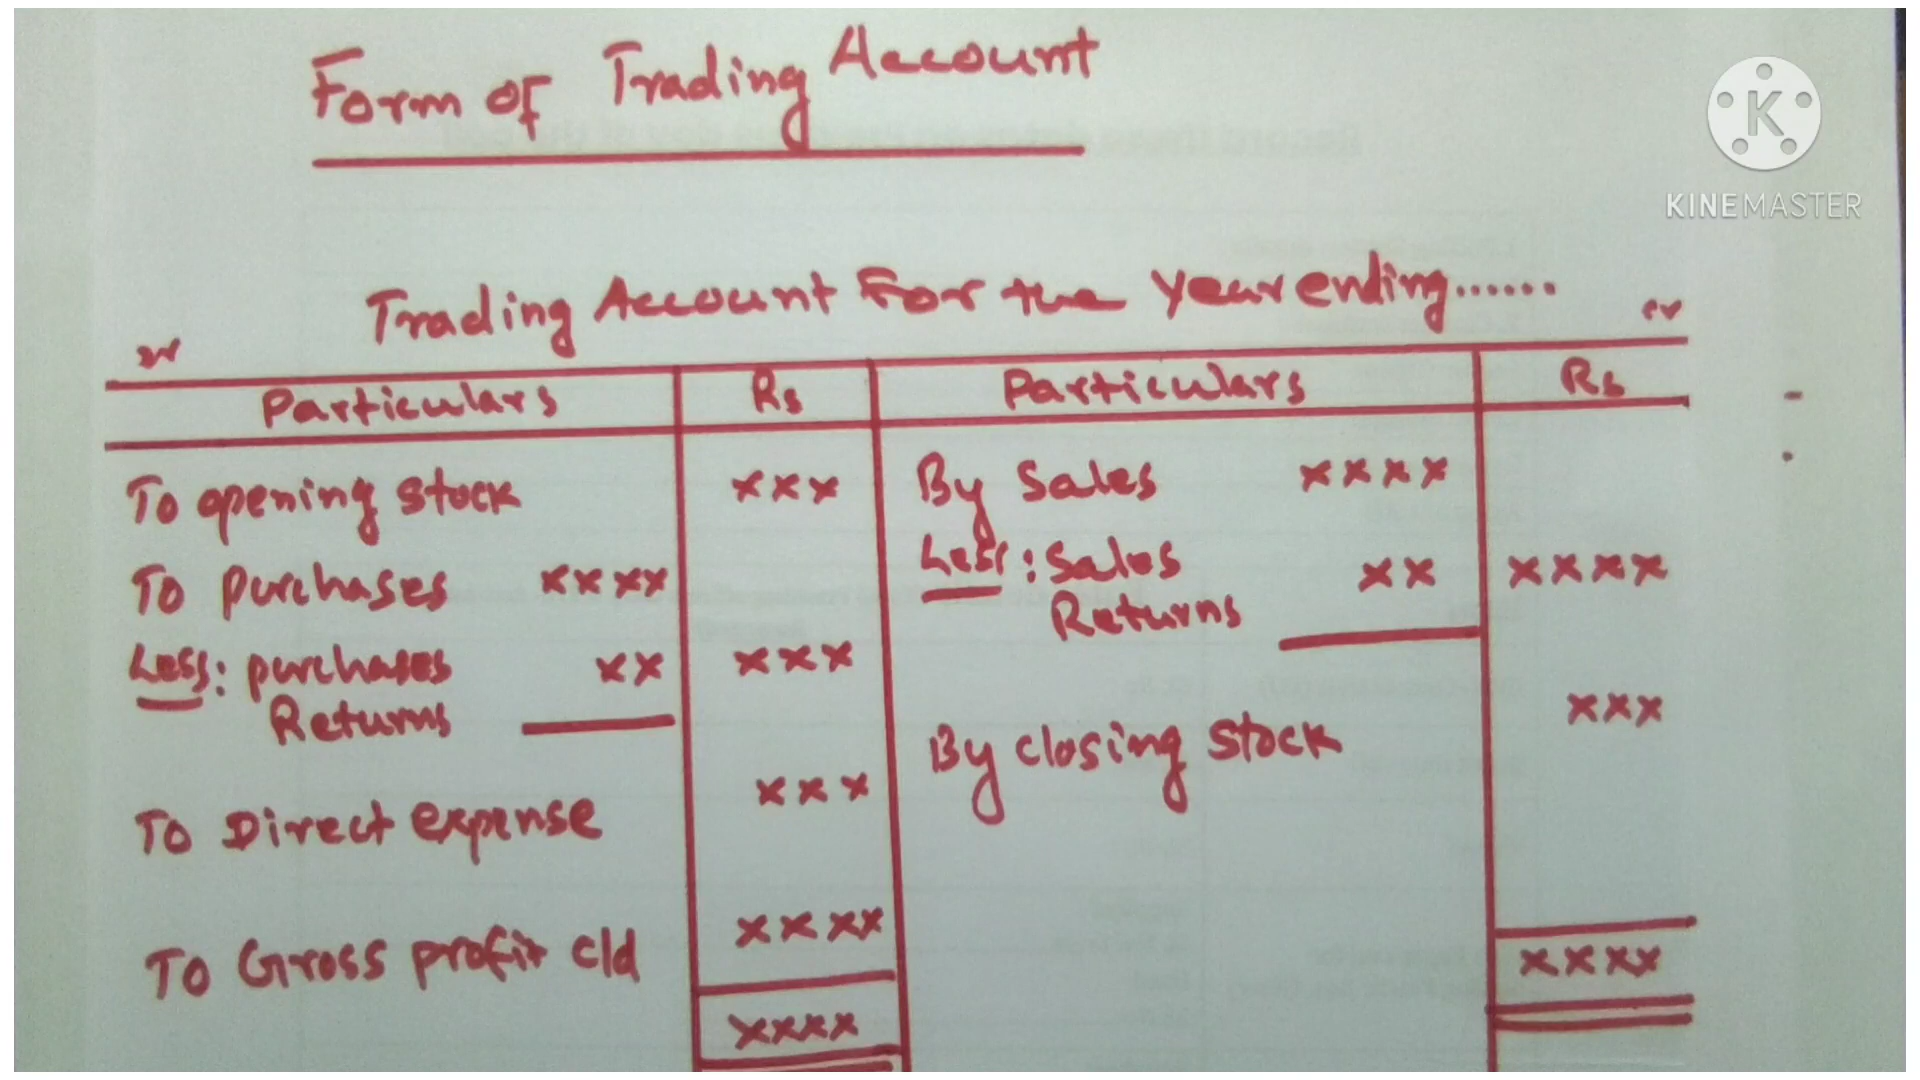 Form of Trading Account
K
KINEMASTER
Trading Account For the Year ending......
Dr
Cr
Particulars Rs Particulars Rs
To opening stock xxx By Sales xxxx
To purchases xxxx Less: Sales xx xxxx
Returns
Less: purchases xx xxx
Returns
By closing stock xxx
To Direct expense xxx
To Gross profit c/d xxxx
xxxx
xxxx